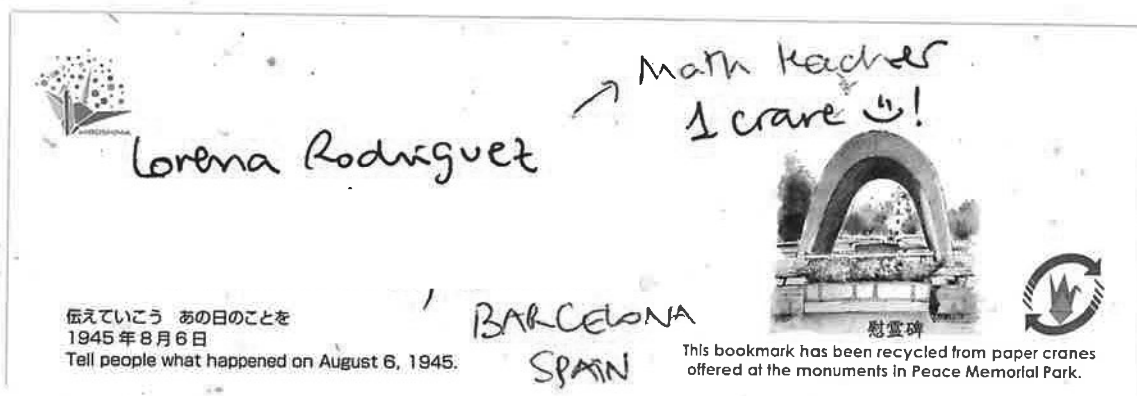 Math teacher
1 crane !
HIROSHIMA
Lorena Rodriguez
伝えていこう　あの日のことを
1945年8月6日
Tell people what happened on August 6, 1945.
BARCELONA
SPAIN
慰霊碑
This bookmark has been recycled from paper cranes
offered at the monuments in Peace Memorial Park.